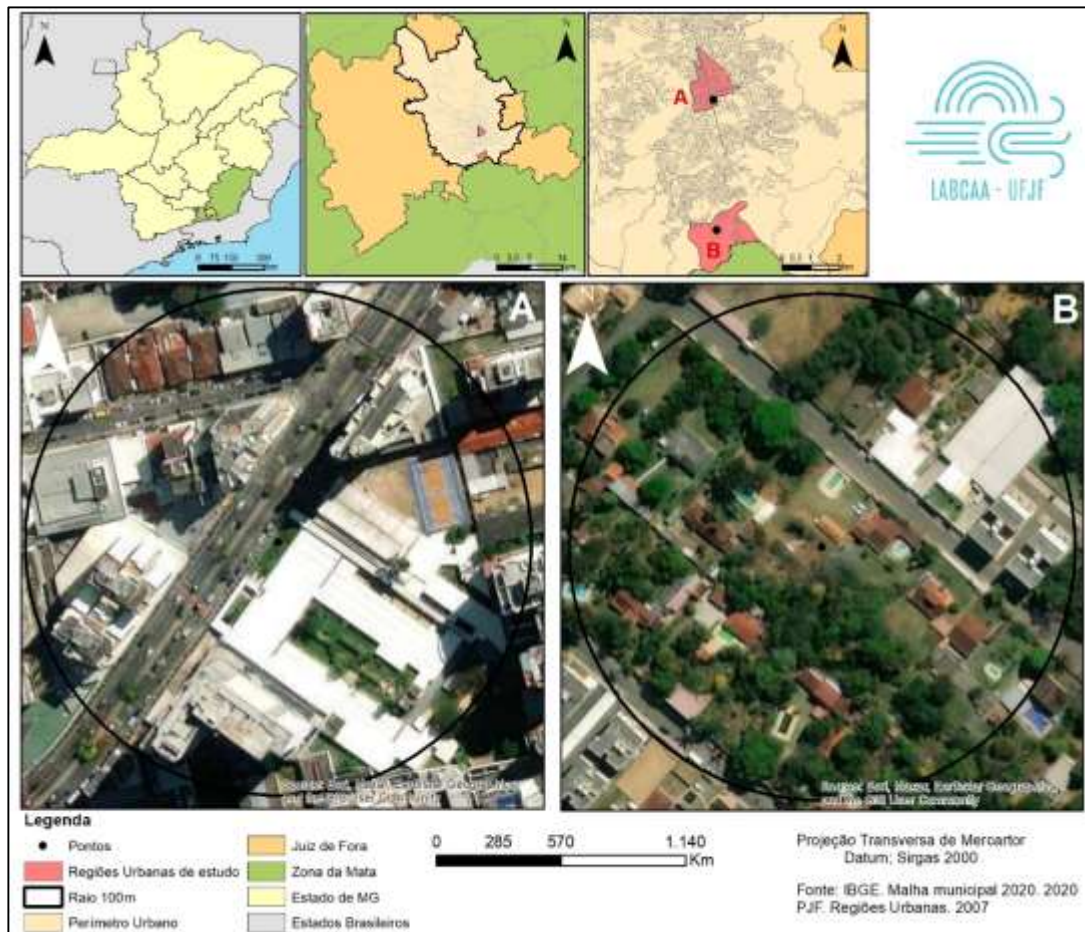 N
N
N
A
B
LABCAA - UFJF
A
B
Legenda
Pontos
Regiões Urbanas de estudo
Raio 100m
Perímetro Urbano
Juiz de Fora
Zona da Mata
Estado de MG
Estados Brasileiros
0 285 570 1.140
Km
Projeção Transversa de Mercartor
Datum; Sirgas 2000
Fonte: IBGE. Malha municipal 2020. 2020
PJF. Regiões Urbanas. 2007